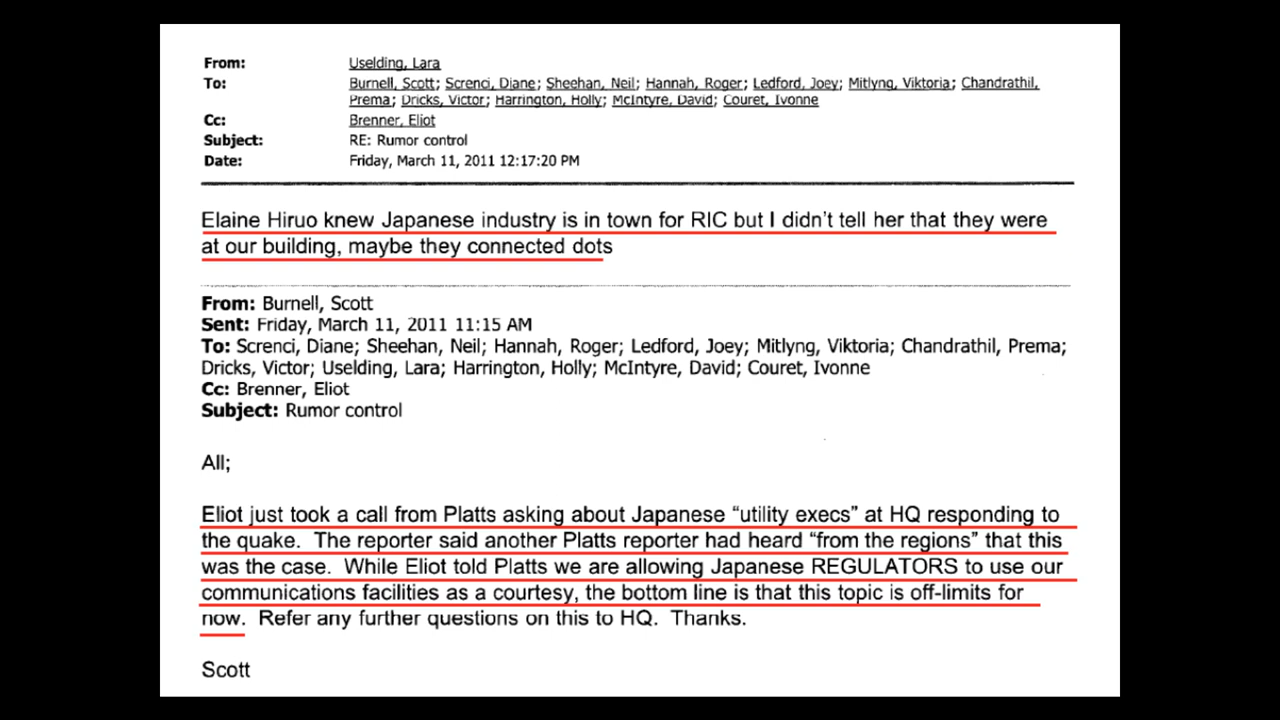 From: Uselding, Lara
To: Burnell, Scott; Screnci, Diane; Sheehan, Neil; Hannah, Roger; Ledford, Joey; Mitlyng, Viktoria; Chandrathil,
Prema; Dricks, Victor; Harrington, Holly; McIntyre, David; Couret, Ivonne
Cc: Brenner, Eliot
Subject: RE: Rumor control
Date: Friday, March 11, 2011 12:17:20 PM
Elaine Hiruo knew Japanese industry is in town for RIC but I didn't tell her that they were
at our building, maybe they connected dots
From: Burnell, Scott
Sent: Friday, March 11, 2011 11:15 AM
To: Screnci, Diane; Sheehan, Neil; Hannah, Roger; Ledford, Joey; Mitlyng, Viktoria; Chandrathil, Prema;
Dricks, Victor; Uselding, Lara; Harrington, Holly; McIntyre, David; Couret, Ivonne
Cc: Brenner, Eliot
Subject: Rumor control
All;
Eliot just took a call from Platts asking about Japanese “utility execs” at HQ responding to
the quake.  The reporter said another Platts reporter had heard “from the regions” that this
was the case.  While Eliot told Platts we are allowing Japanese REGULATORS to use our
communications facilities as a courtesy, the bottom line is that this topic is off-limits for
now.  Refer any further questions on this to HQ.  Thanks.
Scott